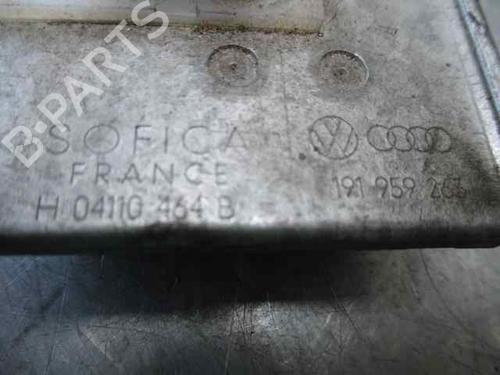 B-PARTS
SOFICA
FRANCE
H 04110 464 B
191 959 263